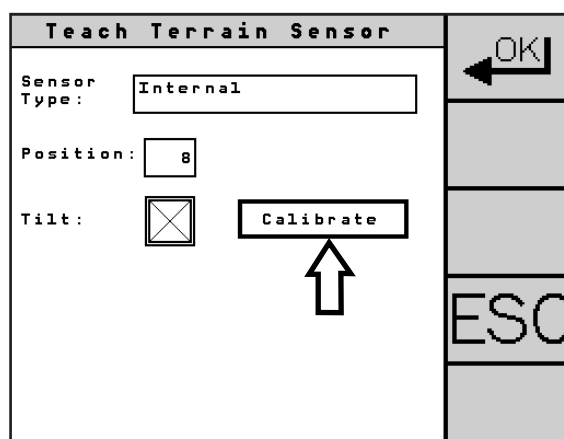 Teach Terrain Sensor
OK
Sensor
Type:
Internal
Position:
8
Tilt:
Calibrate
ESC